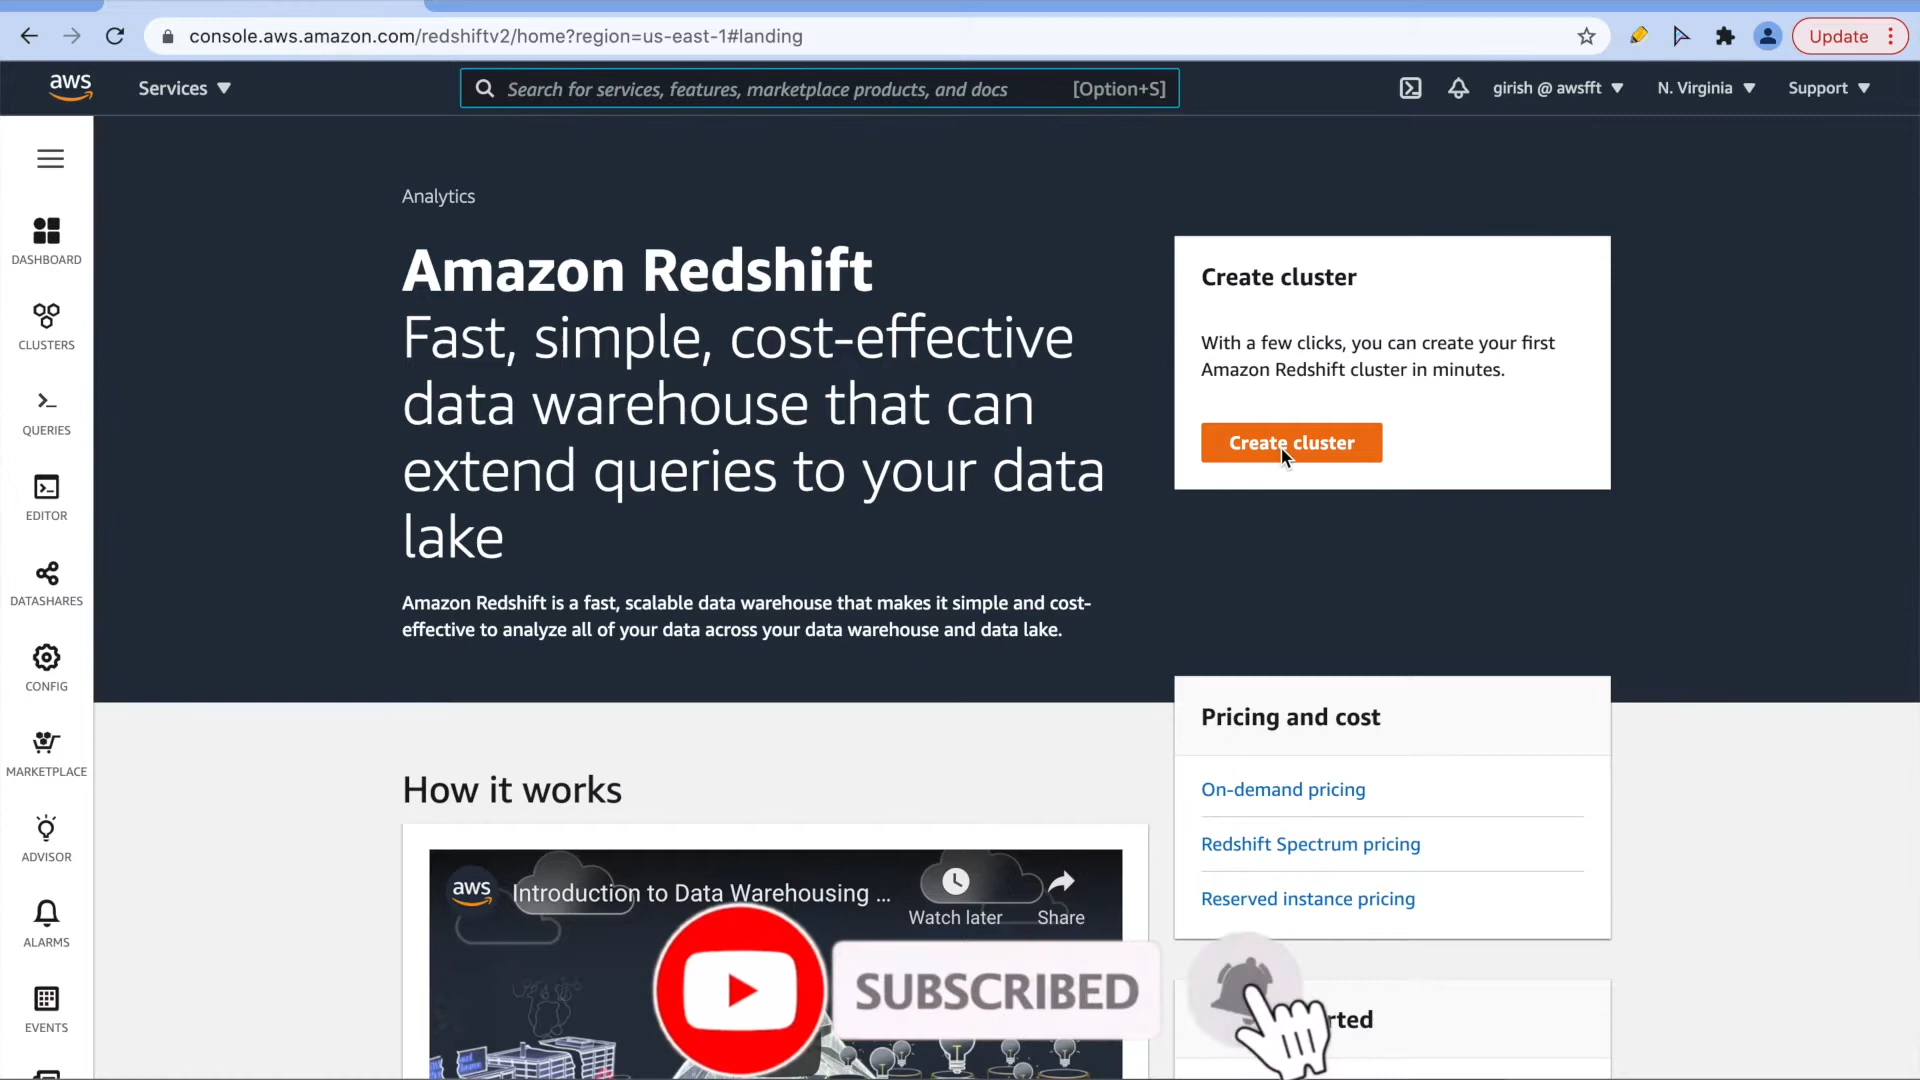 console.aws.amazon.com/redshiftv2/home?region=us-east-1#landing
Update
aws
Services
Search for services, features, marketplace products, and docs
[Option+S]
girish @ awsfft
N. Virginia
Support
DASHBOARD
CLUSTERS
QUERIES
EDITOR
DATASHARES
CONFIG
MARKETPLACE
ADVISOR
ALARMS
EVENTS
Analytics
Amazon Redshift
Fast, simple, cost-effective
data warehouse that can
extend queries to your data
lake
Amazon Redshift is a fast, scalable data warehouse that makes it simple and cost-
effective to analyze all of your data across your data warehouse and data lake.
Create cluster
With a few clicks, you can create your first
Amazon Redshift cluster in minutes.
Create cluster
Pricing and cost
On-demand pricing
Redshift Spectrum pricing
Reserved instance pricing
How it works
aws
Introduction to Data Warehousing ...
Watch later
Share
SUBSCRIBED